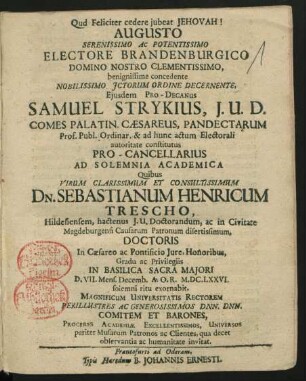 Quod Feliciter cedere jubeat JEHOVAH!
AUGUSTO
SERENISSIMO AC POTENTISSIMO
ELECTORE BRANDENBURGICO
DOMINO NOSTRO CLEMENTISSIMO,
benignissime concedente
NOBILISSIMO JCTORUM ORDINE DECERNENTE,
Ejusdem PRO-DECANUS
SAMUEL STRYKIUS, J. U. D.
COMES PALATIN. CÆSAREUS, PANDECTARUM
Prof. Publ. Ordinar. & ad hunc actum Electorali
autoritate constitutus
PRO-CANCELLARIUS
AD SOLEMNIA ACADEMICA
Quibus
VIRUM CLARISSIMUM ET CONSULTISSIMUM
DN. SEBASTIANUM HENRICUM
TRESCHO,
Hildesiensem, hactenus J. U. Doctorandum, ac in Civitate
Magdeburgensi Causarum Patronum disertissimum,
DOCTORIS
In Cæsareo ac Pontificio Jure, Honoribus,
Gradu ac Privilegiis
IN BASILICA SACRA MAJORI
D. VII. Mens. Decemb. A. O. R. M.DC.LXXVI.
solemni ritu exornabit.
MAGNIFICUM UNIVERSITATIS RECTOREM
PERILLUSTRES AC GENEROSISSIMOS DNN. DNN.
COMITEM ET BARONES,
PROCERES ACADEMIÆ EXCELLENTISSIMOS, UNIVERSOS
pariter Musarum Patronos ac Clientes, qua decet
observantia ac humanitate invitat.
Francofurti ad Oderam,
Typis Hæredum B. JOHANNIS ERNESTI.